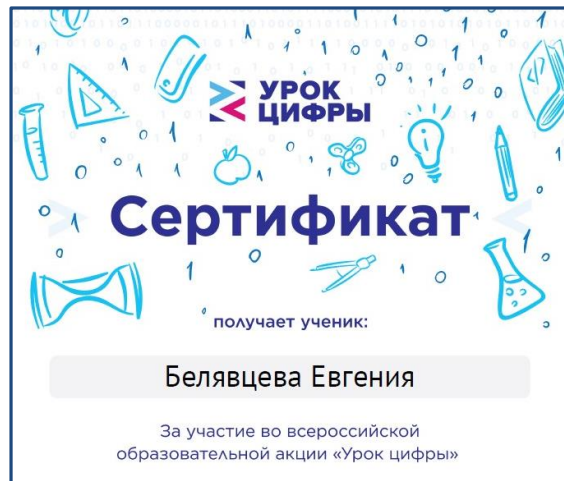 УРОК
ЦИФРЫ
Сертификат
получает ученик:
Белявцева Евгения
За участие во всероссийской
образовательной акции «Урок цифры»